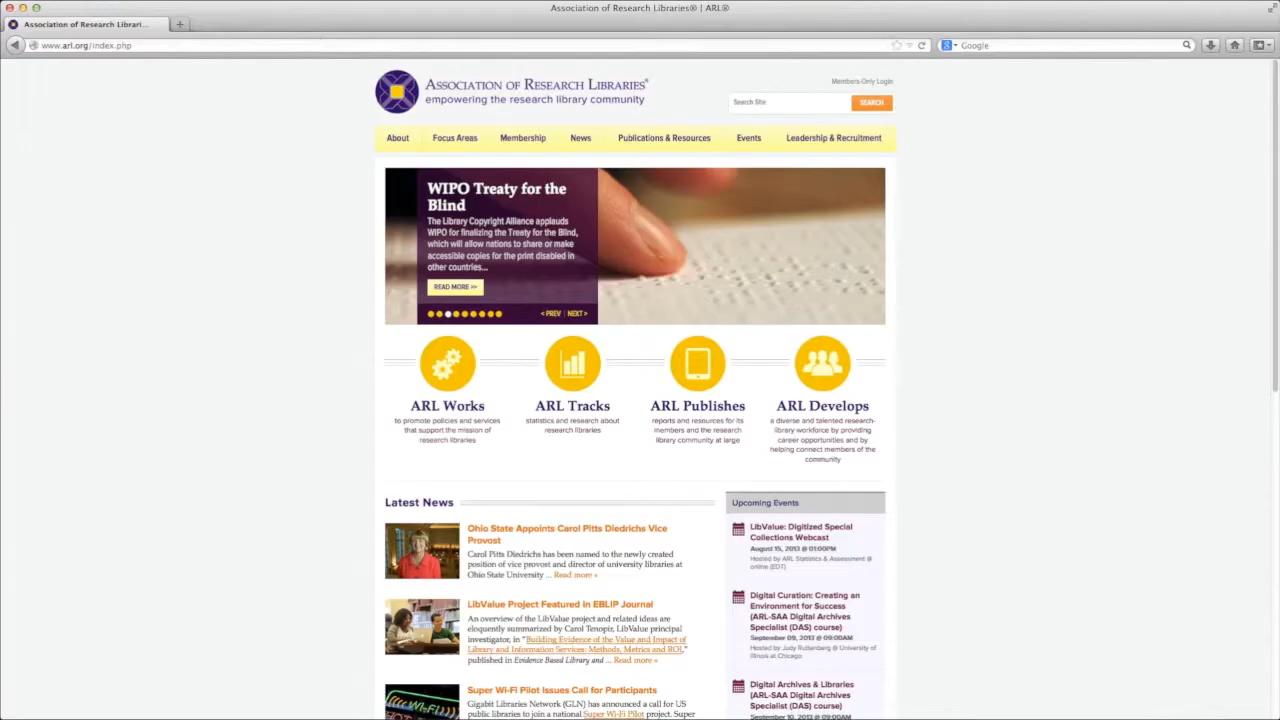 Association of Research Libraries® | ARL®
Association of Research Librari...
www.arl.org/index.php
Google
ASSOCIATION OF RESEARCH LIBRARIES®
empowering the research library community
Members-Only Login
Search Site
SEARCH
About
Focus Areas
Membership
News
Publications & Resources
Events
Leadership & Recruitment
WIPO Treaty for the
Blind
The Library Copyright Alliance applauds
WIPO for finalizing the Treaty for the Blind,
which will allow nations to share or make
accessible copies for the print disabled in
other countries...
READ MORE >>
< PREV | NEXT >
ARL Works
to promote policies and services
that support the mission of
research libraries
ARL Tracks
statistics and research about
research libraries
ARL Publishes
reports and resources for its
members and the research
library community at large
ARL Develops
a diverse and talented research-
library workforce by providing
career opportunities and by
helping connect members of the
community
Latest News
Ohio State Appoints Carol Pitts Diedrichs Vice
Provost
Carol Pitts Diedrichs has been named to the newly created
position of vice provost and director of university libraries at
Ohio State University ... Read more »
LibValue Project Featured in EBLIP Journal
An overview of the LibValue project and related ideas are
eloquently summarized by Carol Tenopir, LibValue principal
investigator, in "Building Evidence of the Value and Impact of
Library and Information Services: Methods, Metrics and ROI,"
published in Evidence Based Library and ... Read more »
Wi-Fi
Super Wi-Fi Pilot Issues Call for Participants
Gigabit Libraries Network (GLN) has announced a call for US
public libraries to join a national Super Wi-Fi Pilot project. Super
Upcoming Events
LibValue: Digitized Special
Collections Webcast
August 15, 2013 @ 01:00PM
Hosted by ARL Statistics & Assessment @
online (EDT)
Digital Curation: Creating an
Environment for Success
(ARL-SAA Digital Archives
Specialist (DAS) course)
September 09, 2013 @ 09:00AM
Hosted by Judy Ruttenberg @ University of
Illinois at Chicago
Digital Archives & Libraries
(ARL-SAA Digital Archives
Specialist (DAS) course)
September 10, 2013 @ 09:00AM